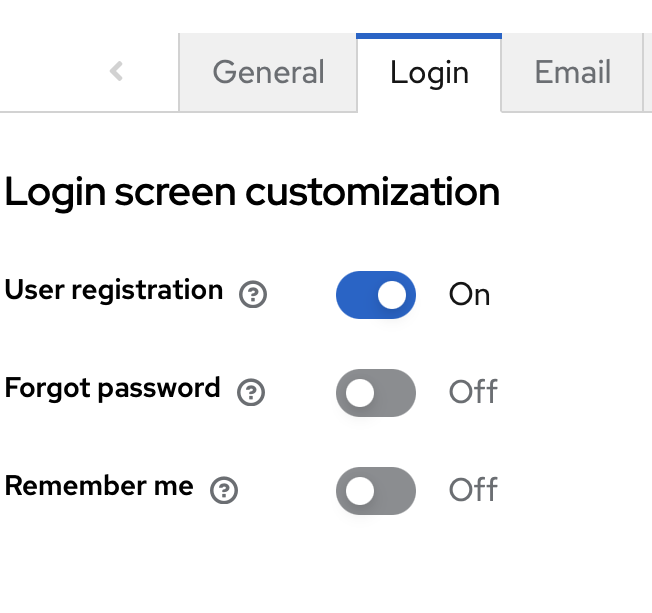 General Login Email
Login screen customization
User registration ? On
Forgot password ? Off
Remember me ? Off